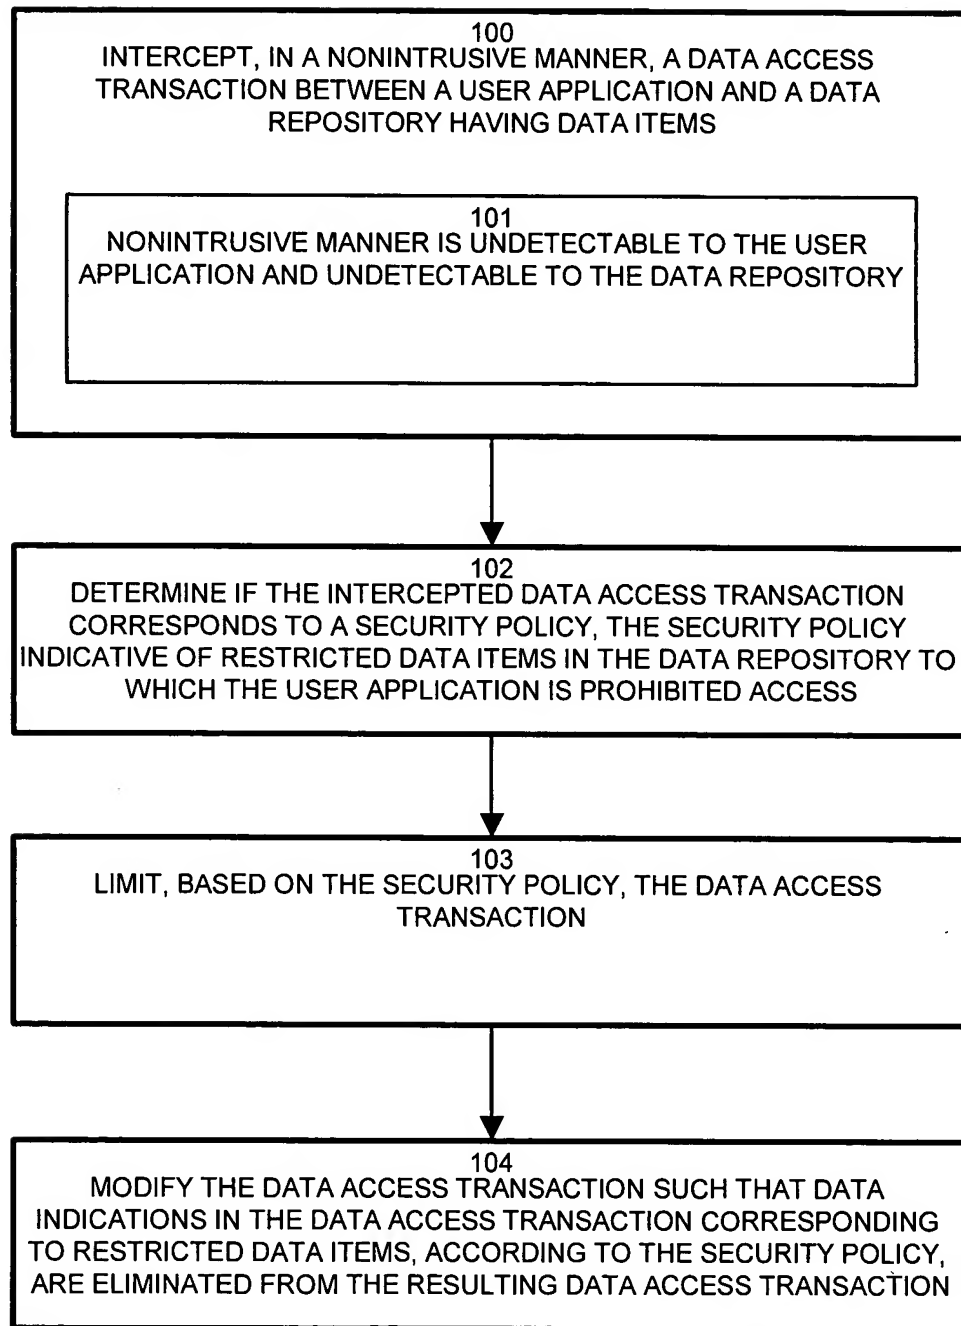 100
INTERCEPT, IN A NONINTRUSIVE MANNER, A DATA ACCESS
TRANSACTION BETWEEN A USER APPLICATION AND A DATA
REPOSITORY HAVING DATA ITEMS
101
NONINTRUSIVE MANNER IS UNDETECTABLE TO THE USER
APPLICATION AND UNDETECTABLE TO THE DATA REPOSITORY
102
DETERMINE IF THE INTERCEPTED DATA ACCESS TRANSACTION
CORRESPONDS TO A SECURITY POLICY, THE SECURITY POLICY
INDICATIVE OF RESTRICTED DATA ITEMS IN THE DATA REPOSITORY TO
WHICH THE USER APPLICATION IS PROHIBITED ACCESS
103
LIMIT, BASED ON THE SECURITY POLICY, THE DATA ACCESS
TRANSACTION
104
MODIFY THE DATA ACCESS TRANSACTION SUCH THAT DATA
INDICATIONS IN THE DATA ACCESS TRANSACTION CORRESPONDING
TO RESTRICTED DATA ITEMS, ACCORDING TO THE SECURITY POLICY,
ARE ELIMINATED FROM THE RESULTING DATA ACCESS TRANSACTION